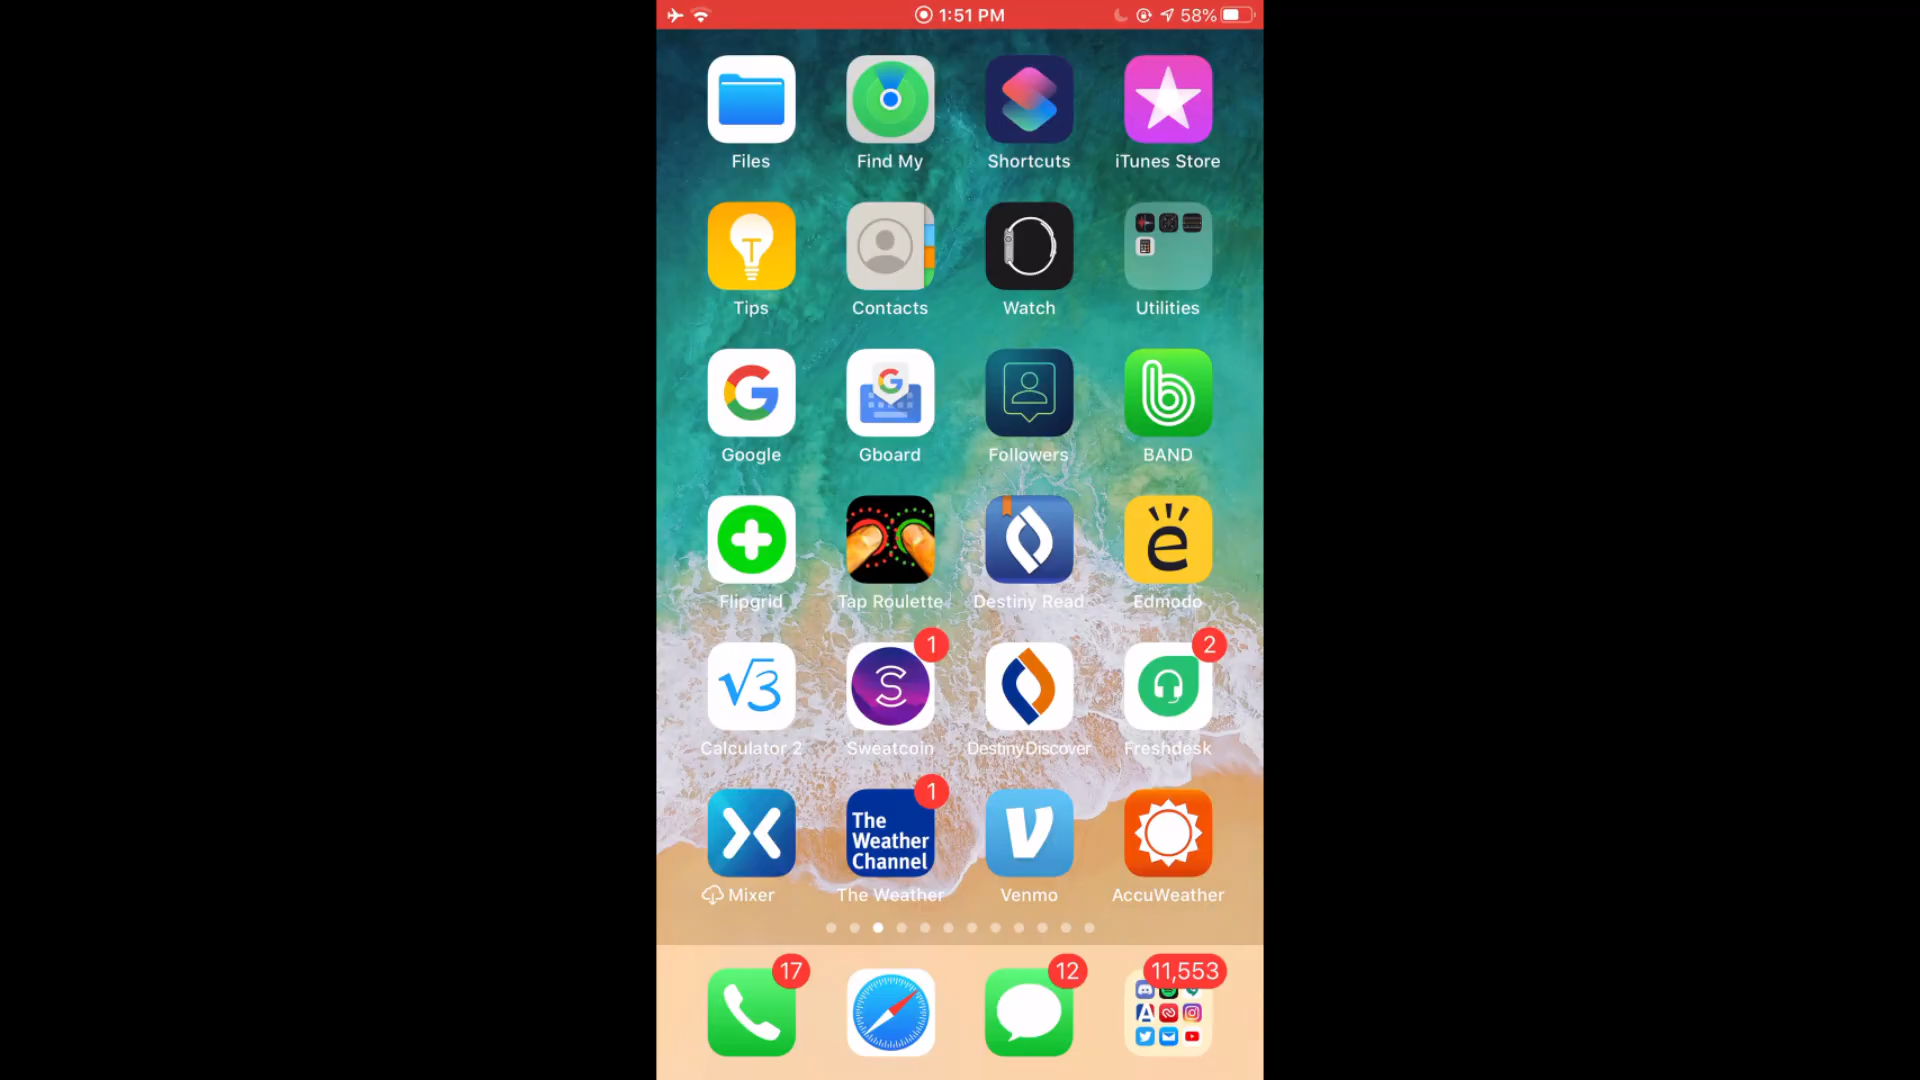 1:51 PM
58%
Files
Find My
Shortcuts
iTunes Store
T
Tips
Contacts
Watch
Utilities
G
G
b
Google
Gboard
Followers
BAND
e
Flipgrid
Tap Roulette
Destiny Read
Edmodo
√3
1
S
2
Calculator 2
Sweatcoin
DestinyDiscover
Freshdesk
1
The
Weather
Channel
V
Mixer
The Weather
Venmo
AccuWeather
17
12
11,553
A